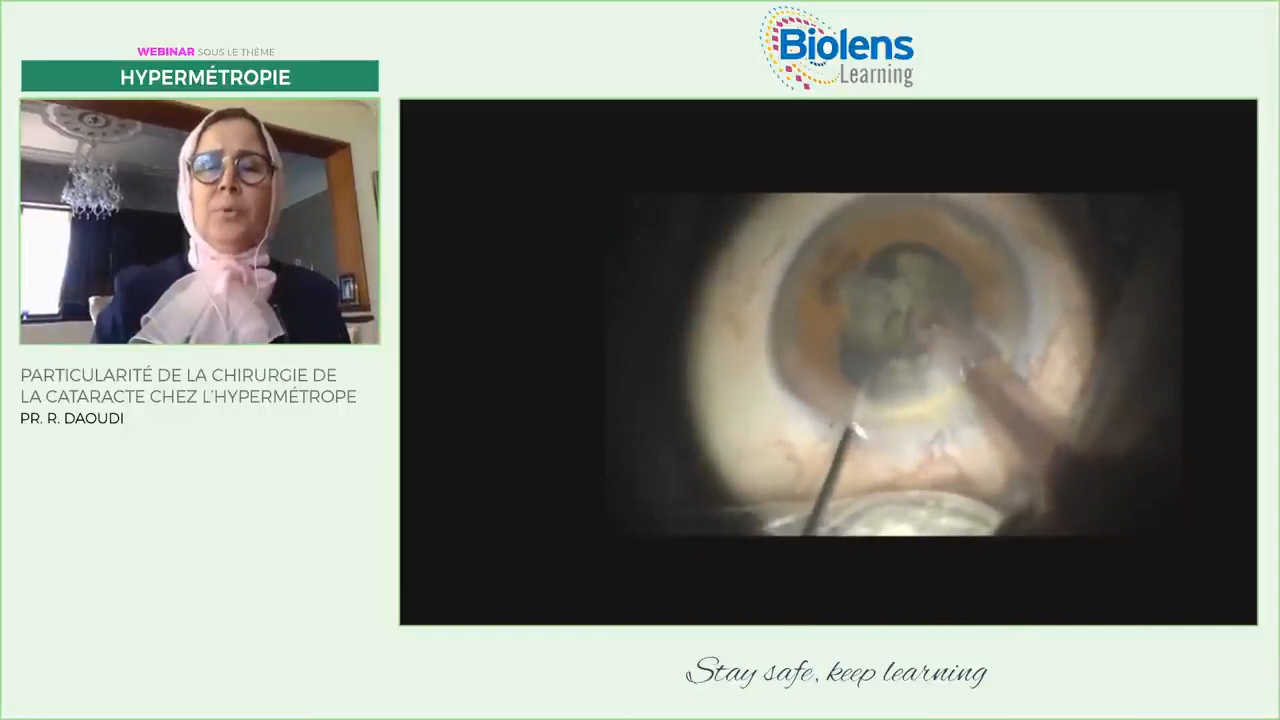 WEBINAR SOUS LE THÈME
HYPERMÉTROPIE
Biolens
Learning
PARTICULARITÉ DE LA CHIRURGIE DE
LA CATARACTE CHEZ L'HYPERMÉTROPE
PR. R. DAOUDI
Stay safe, keep learning